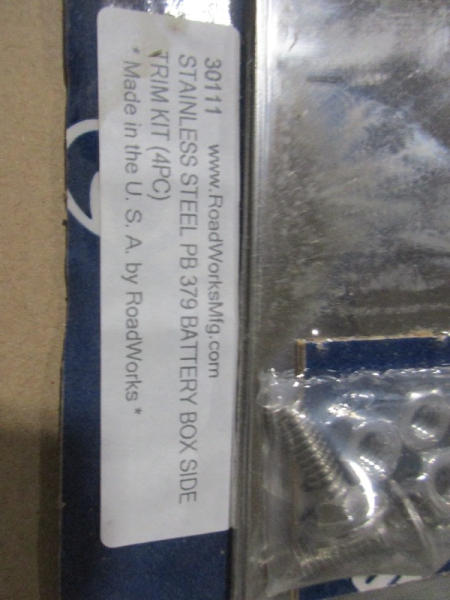 30111 www.RoadWorksMfg.com
STAINLESS STEEL PB 379 BATTERY BOX SIDE
TRIM KIT (4PC)
* Made in the U. S. A. by RoadWorks *